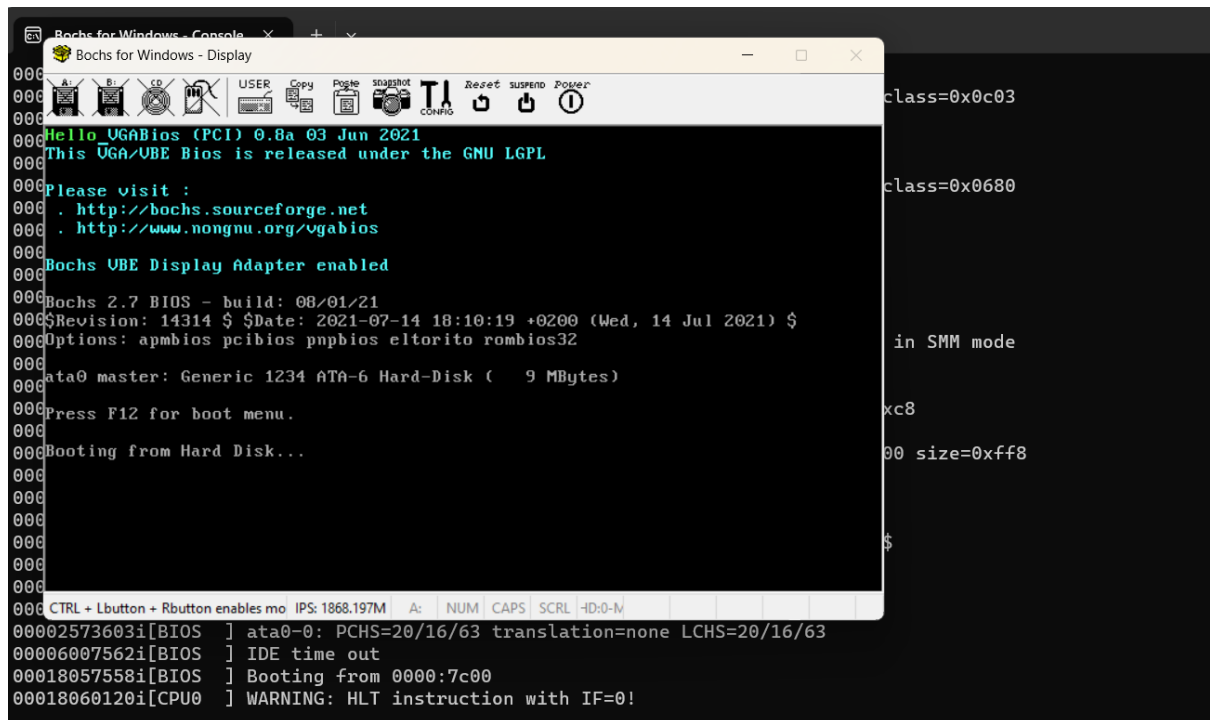 Bochs for Windows - Console
Bochs for Windows - Display
A: B: CD USER Copy Paste snapshot CONFIG Reset SUSPEND Power
class=0x0c03
Hello_VGABios (PCI) 0.8a 03 Jun 2021
This VGA/VBE Bios is released under the GNU LGPL
Please visit :
class=0x0680
. http://bochs.sourceforge.net
. http://www.nongnu.org/vgabios
Bochs VBE Display Adapter enabled
Bochs 2.7 BIOS - build: 08/01/21
$Revision: 14314 $ $Date: 2021-07-14 18:10:19 +0200 (Wed, 14 Jul 2021) $
Options: apmbios pcibios pnpbios eltorito rombios32
in SMM mode
ata0 master: Generic 1234 ATA-6 Hard-Disk (   9 MBytes)
Press F12 for boot menu.
xc8
Booting from Hard Disk...
00 size=0xff8
$
CTRL + Lbutton + Rbutton enables mo IPS: 1868.197M A: NUM CAPS SCRL HD:0-M
00002573603i[BIOS  ] ata0-0: PCHS=20/16/63 translation=none LCHS=20/16/63
00006007562i[BIOS  ] IDE time out
00018057558i[BIOS  ] Booting from 0000:7c00
00018060120i[CPU0  ] WARNING: HLT instruction with IF=0!